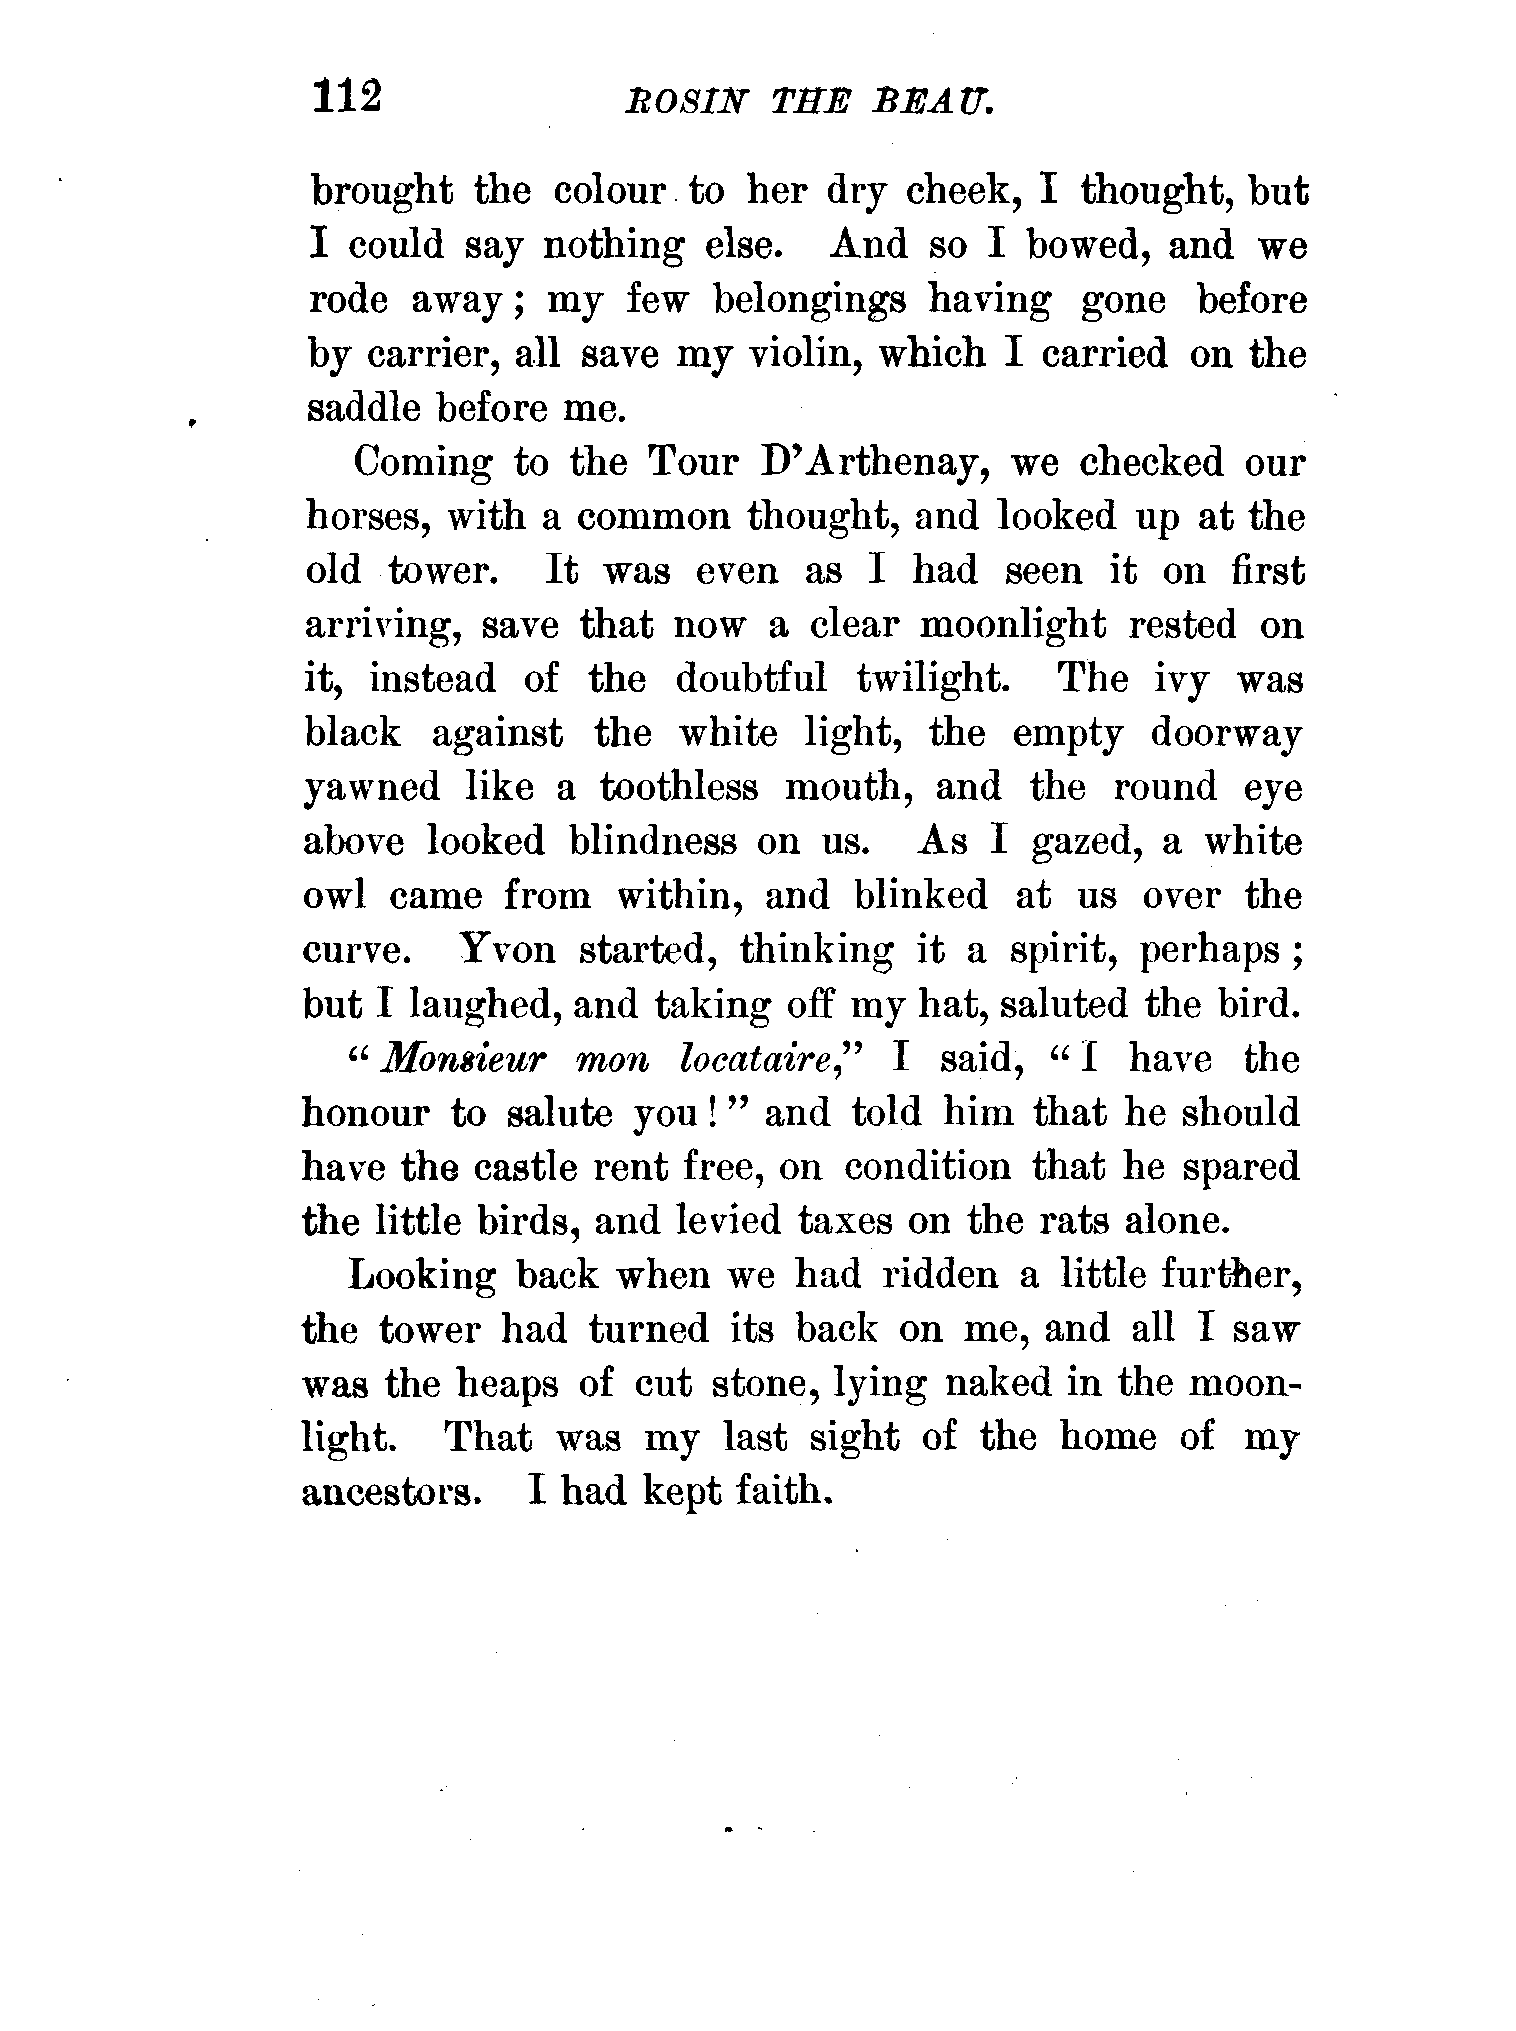 112 ROSIN THE BEAU.
brought the colour to her dry cheek, I thought, but
I could say nothing else. And so I bowed, and we
rode away; my few belongings having gone before
by carrier, all save my violin, which I carried on the
saddle before me.
Coming to the Tour D'Arthenay, we checked our
horses, with a common thought, and looked up at the
old tower. It was even as I had seen it on first
arriving, save that now a clear moonlight rested on
it, instead of the doubtful twilight. The ivy was
black against the white light, the empty doorway
yawned like a toothless mouth, and the round eye
above looked blindness on us. As I gazed, a white
owl came from within, and blinked at us over the
curve. Yvon started, thinking it a spirit, perhaps;
but I laughed, and taking off my hat, saluted the bird.
"Monsieur mon locataire," I said, "I have the
honour to salute you!" and told him that he should
have the castle rent free, on condition that he spared
the little birds, and levied taxes on the rats alone.
Looking back when we had ridden a little further,
the tower had turned its back on me, and all I saw
was the heaps of cut stone, lying naked in the moon-
light. That was my last sight of the home of my
ancestors. I had kept faith.